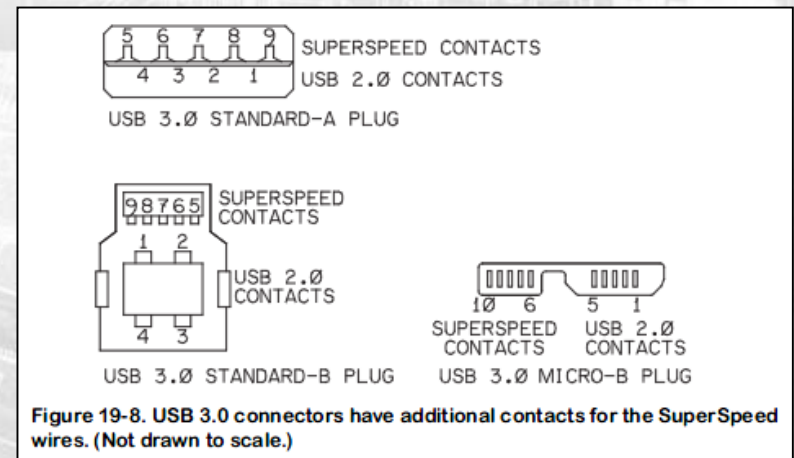 5 6 7 8 9
SUPERSPEED CONTACTS
4 3 2 1
USB 2.Ø CONTACTS
USB 3.Ø STANDARD-A PLUG
98765
SUPERSPEED
CONTACTS
1 2
USB 2.Ø
CONTACTS
4 3
USB 3.Ø STANDARD-B PLUG
1Ø 6 5 1
SUPERSPEED
CONTACTS
USB 2.Ø
CONTACTS
USB 3.Ø MICRO-B PLUG
Figure 19-8. USB 3.0 connectors have additional contacts for the SuperSpeed
wires. (Not drawn to scale.)